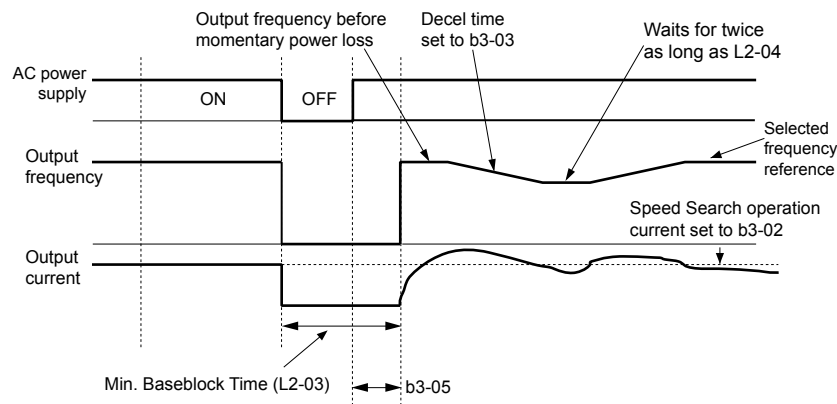 Output frequency before
momentary power loss
Decel time
set to b3-03
Waits for twice
as long as L2-04
AC power
supply
ON
OFF
Output
frequency
Selected
frequency
reference
Speed Search operation
current set to b3-02
Output
current
Min. Baseblock Time (L2-03)
b3-05